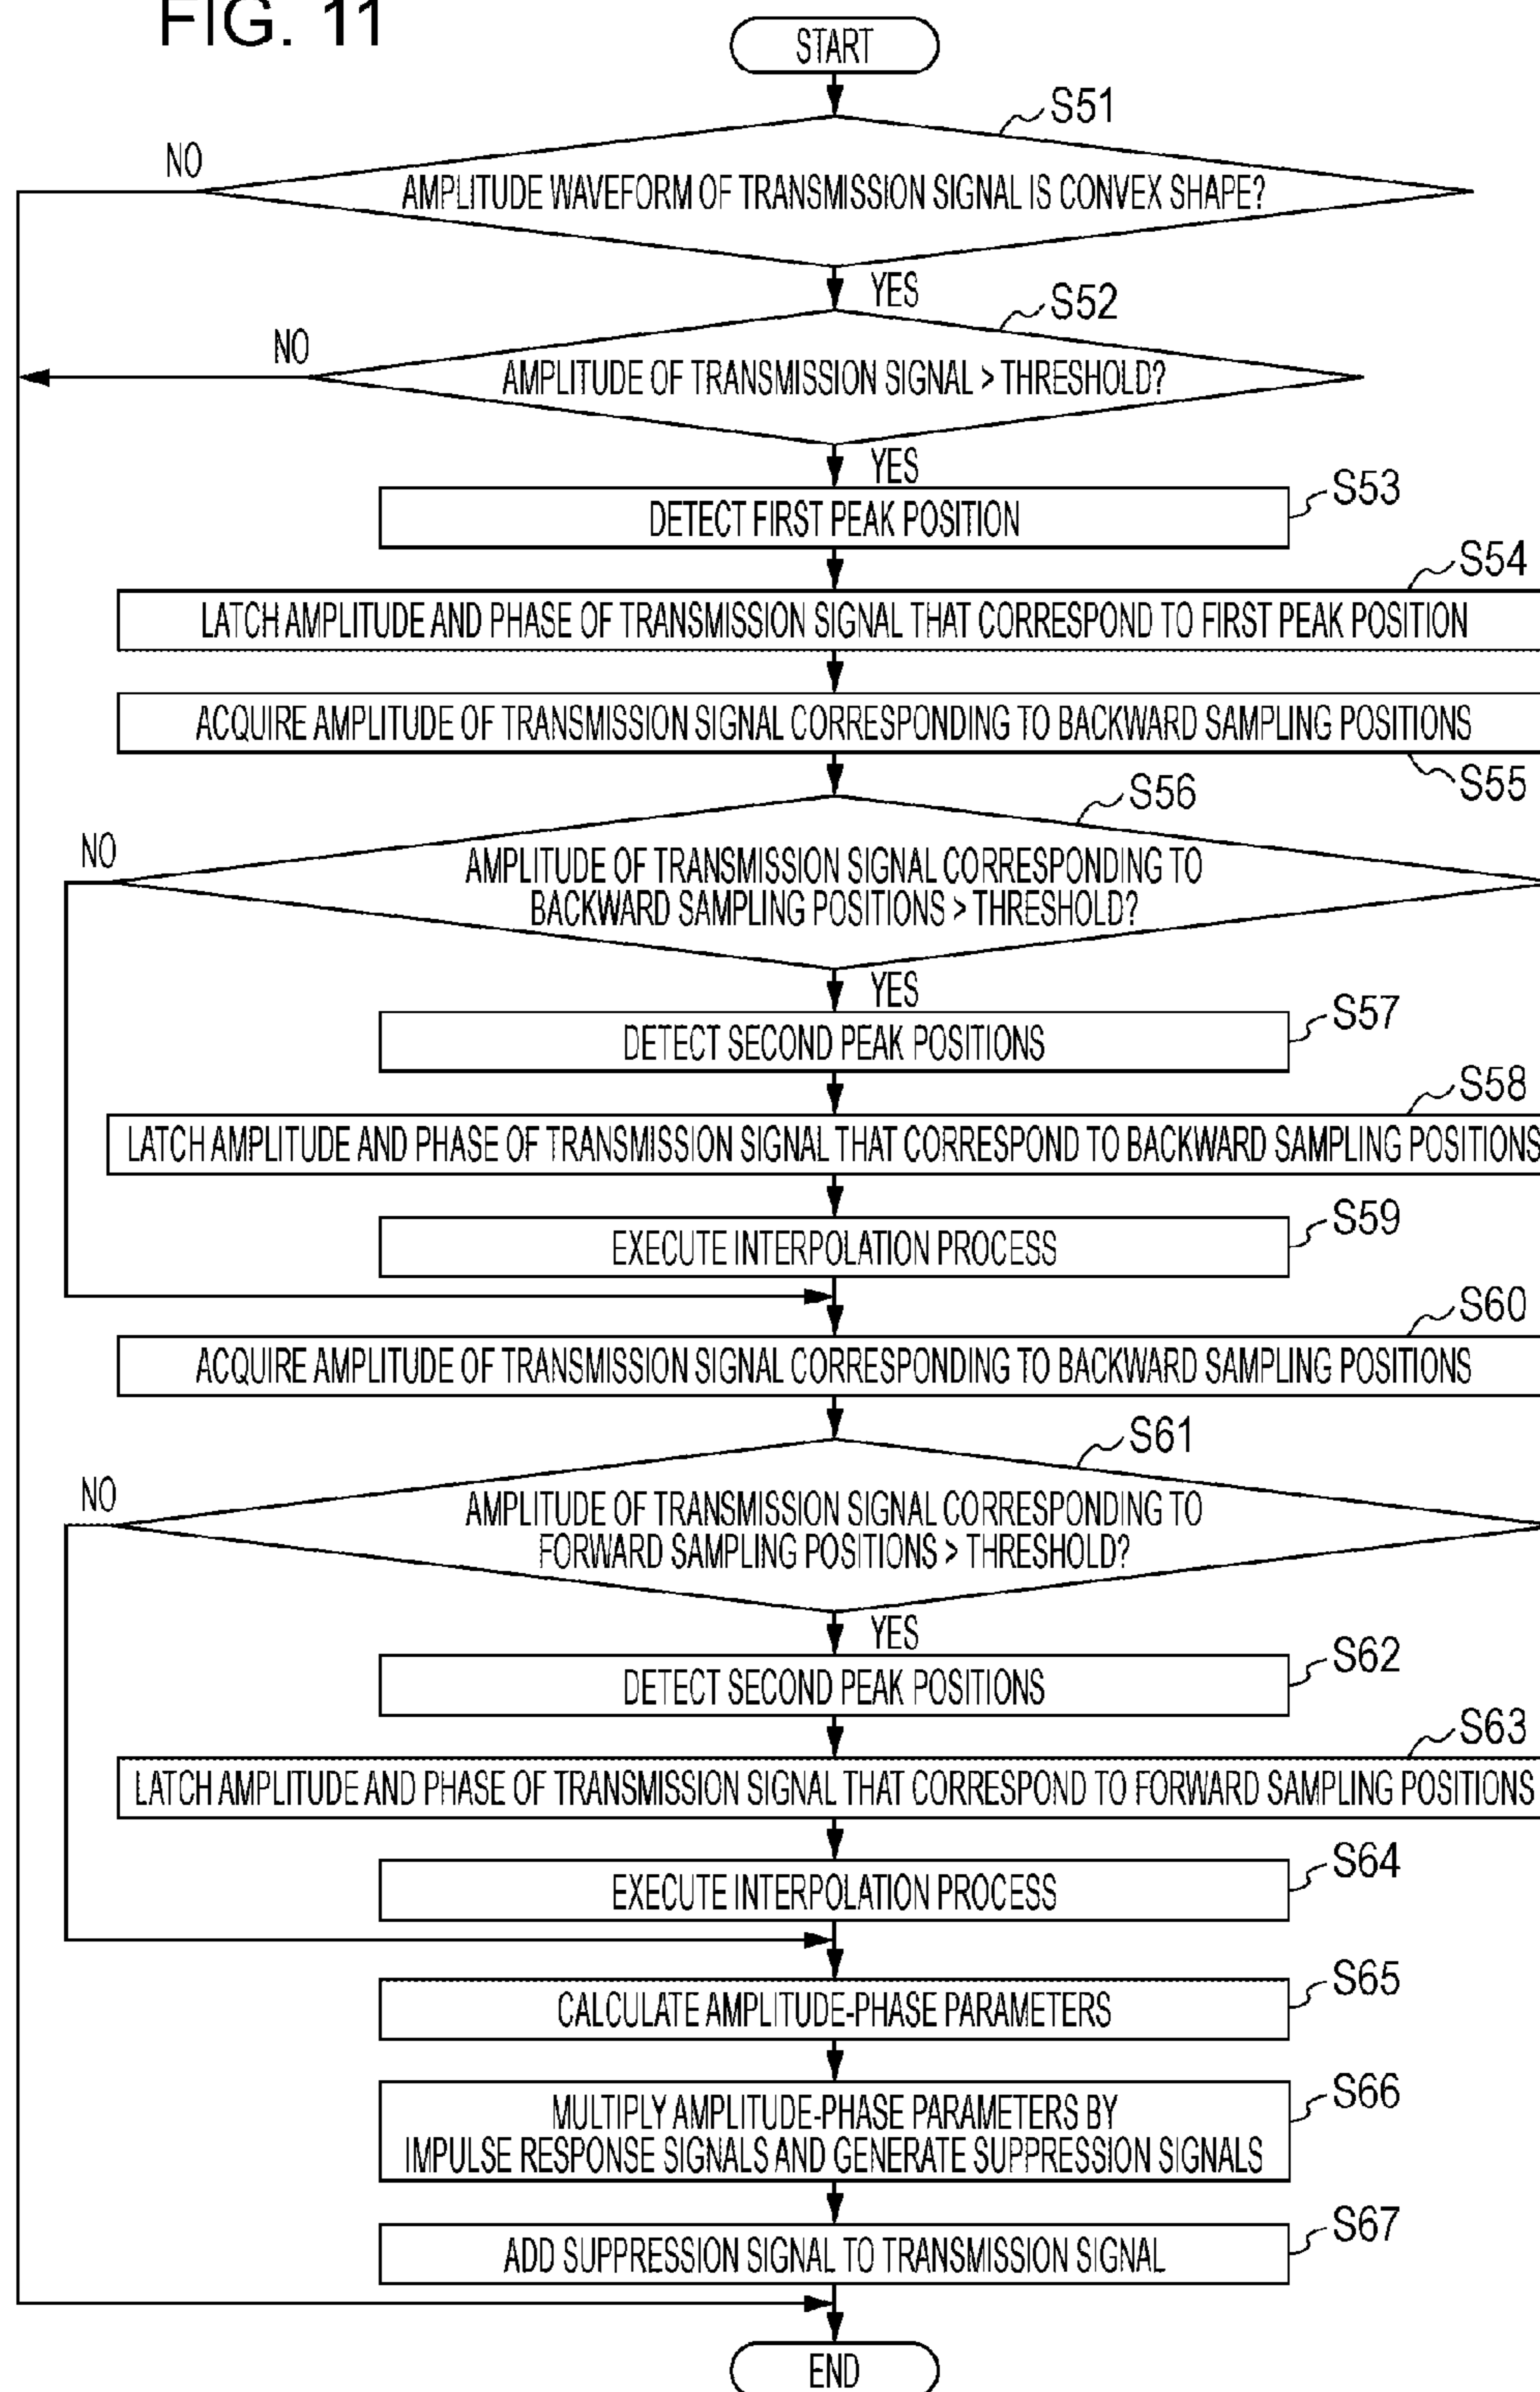 FIG. 11
START
S51
NO
AMPLITUDE WAVEFORM OF TRANSMISSION SIGNAL IS CONVEX SHAPE?
YES
S52
NO
AMPLITUDE OF TRANSMISSION SIGNAL > THRESHOLD?
YES
S53
DETECT FIRST PEAK POSITION
S54
LATCH AMPLITUDE AND PHASE OF TRANSMISSION SIGNAL THAT CORRESPOND TO FIRST PEAK POSITION
ACQUIRE AMPLITUDE OF TRANSMISSION SIGNAL CORRESPONDING TO BACKWARD SAMPLING POSITIONS
S55
S56
NO
AMPLITUDE OF TRANSMISSION SIGNAL CORRESPONDING TO
BACKWARD SAMPLING POSITIONS > THRESHOLD?
YES
S57
DETECT SECOND PEAK POSITIONS
S58
LATCH AMPLITUDE AND PHASE OF TRANSMISSION SIGNAL THAT CORRESPOND TO BACKWARD SAMPLING POSITIONS
S59
EXECUTE INTERPOLATION PROCESS
S60
ACQUIRE AMPLITUDE OF TRANSMISSION SIGNAL CORRESPONDING TO BACKWARD SAMPLING POSITIONS
S61
NO
AMPLITUDE OF TRANSMISSION SIGNAL CORRESPONDING TO
FORWARD SAMPLING POSITIONS > THRESHOLD?
YES
S62
DETECT SECOND PEAK POSITIONS
S63
LATCH AMPLITUDE AND PHASE OF TRANSMISSION SIGNAL THAT CORRESPOND TO FORWARD SAMPLING POSITIONS
S64
EXECUTE INTERPOLATION PROCESS
S65
CALCULATE AMPLITUDE-PHASE PARAMETERS
S66
MULTIPLY AMPLITUDE-PHASE PARAMETERS BY
IMPULSE RESPONSE SIGNALS AND GENERATE SUPPRESSION SIGNALS
S67
ADD SUPPRESSION SIGNAL TO TRANSMISSION SIGNAL
END